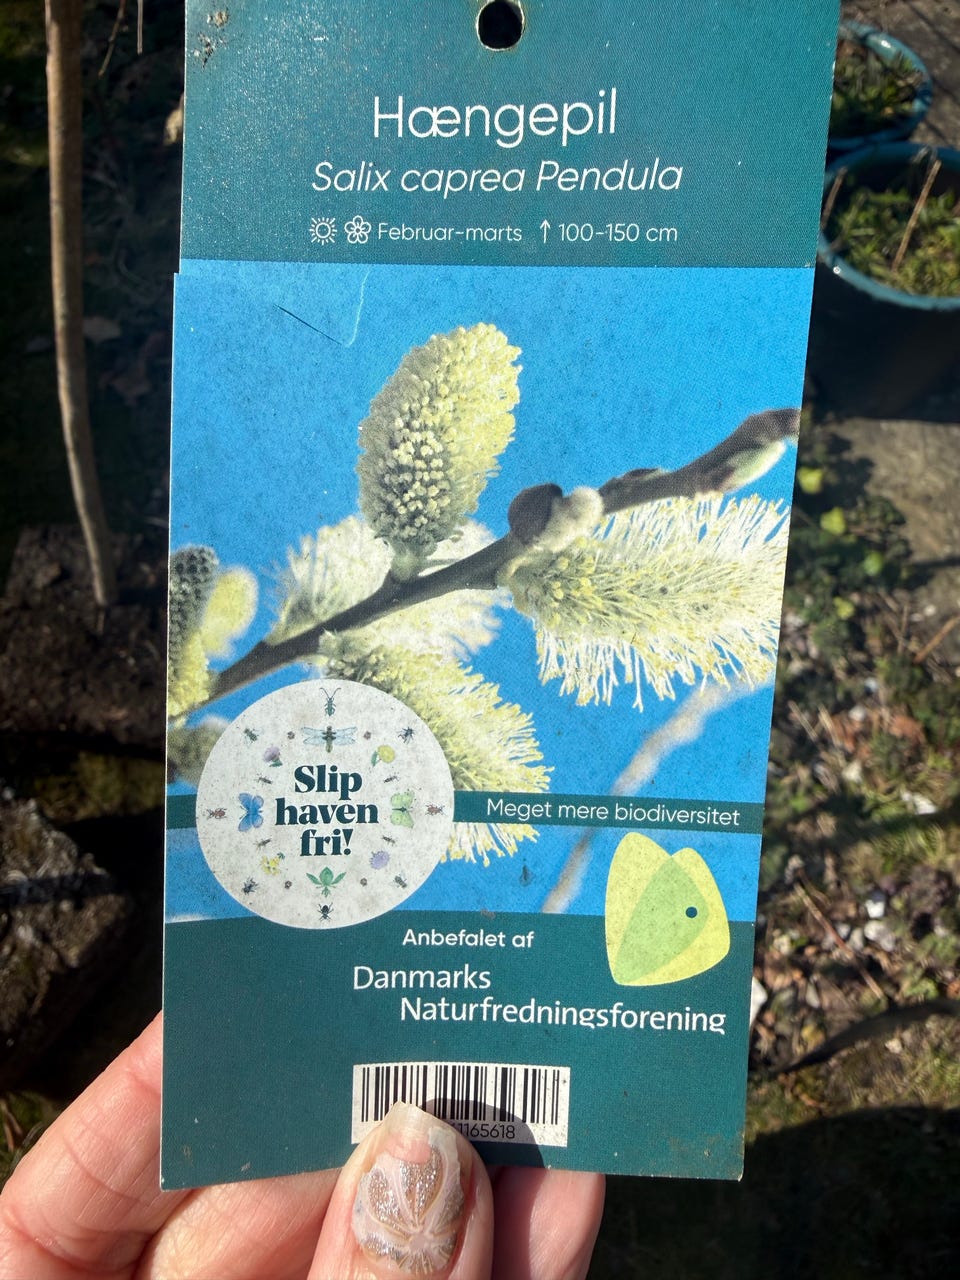 Hængepil
Salix caprea Pendula
Februar-marts ↑ 100-150 cm
Slip
haven
fri!
Meget mere biodiversitet
Anbefalet af
Danmarks
Naturfredningsforening